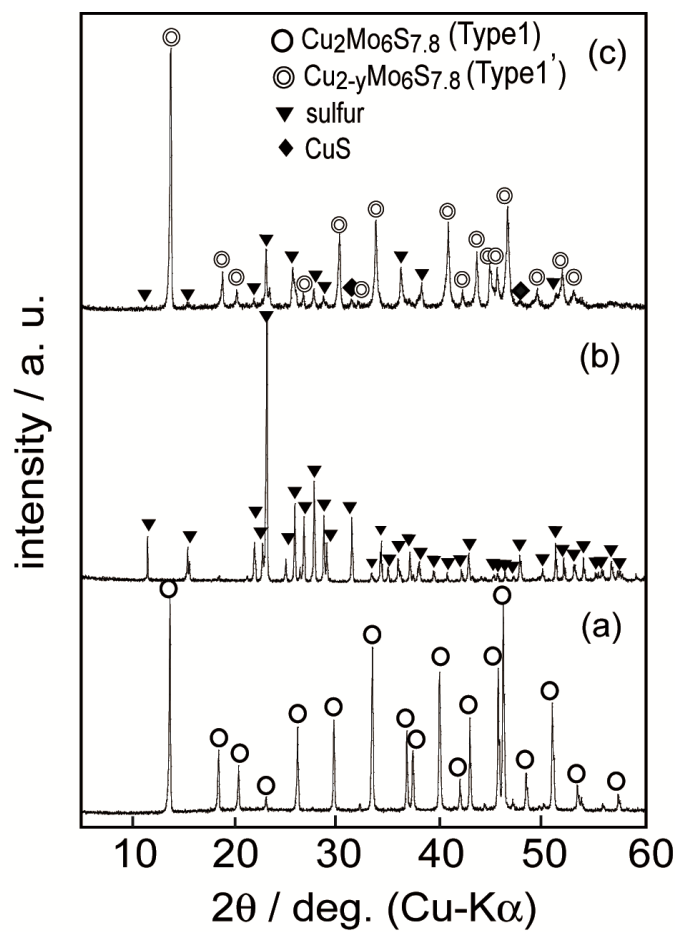 Cu2Mo6S7.8 (Type1)
(c)
Cu2-yMo6S7.8 (Type1')
sulfur
CuS
(b)
(a)
intensity / a. u.
10 20 30 40 50 60
2θ / deg. (Cu-Kα)